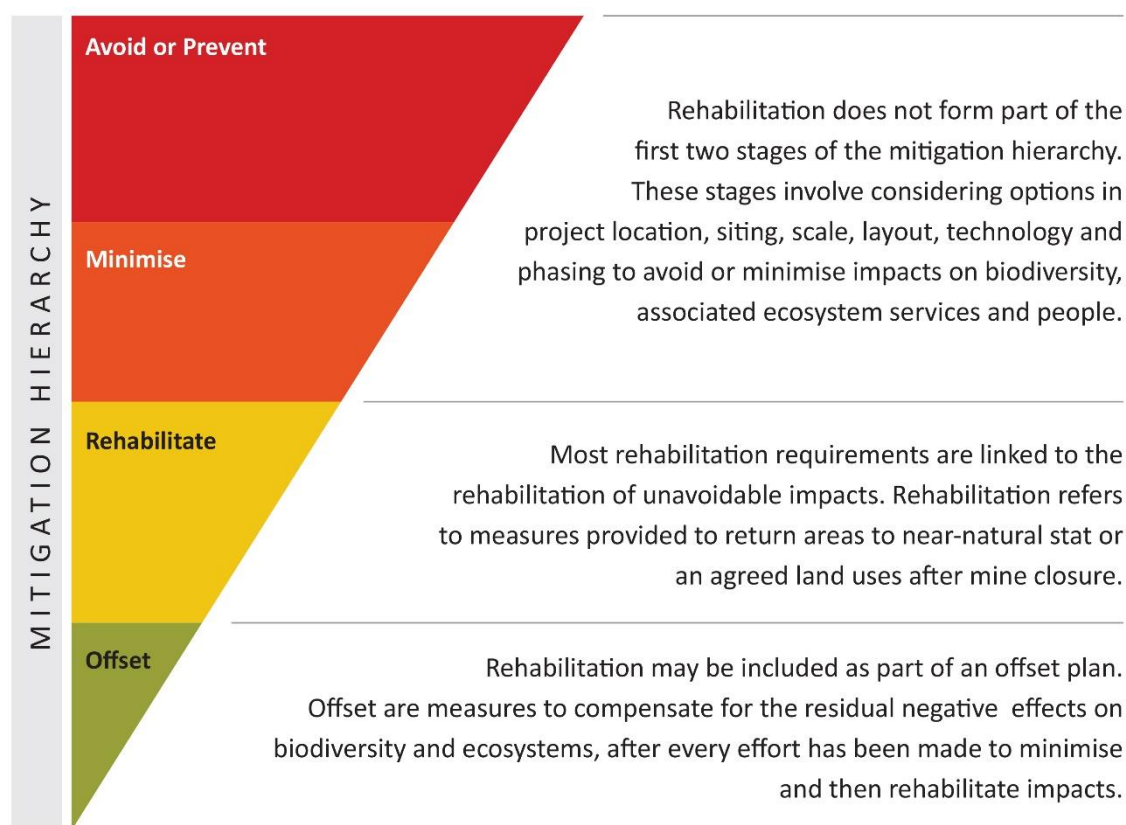 MITIGATION HIERARCHY
Avoid or Prevent
Rehabilitation does not form part of the
first two stages of the mitigation hierarchy.
These stages involve considering options in
project location, siting, scale, layout, technology and
phasing to avoid or minimise impacts on biodiversity,
associated ecosystem services and people.
Minimise
Rehabilitate
Most rehabilitation requirements are linked to the
rehabilitation of unavoidable impacts. Rehabilitation refers
to measures provided to return areas to near-natural stat or
an agreed land uses after mine closure.
Offset
Rehabilitation may be included as part of an offset plan.
Offset are measures to compensate for the residual negative effects on
biodiversity and ecosystems, after every effort has been made to minimise
and then rehabilitate impacts.